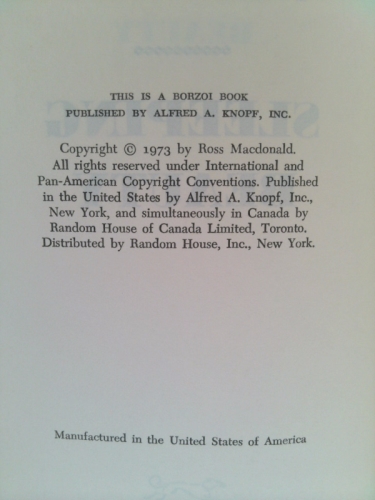 THIS IS A BORZOI BOOK
PUBLISHED BY ALFRED A. KNOPF, INC.
Copyright © 1973 by Ross Macdonald.
All rights reserved under International and
Pan-American Copyright Conventions. Published
in the United States by Alfred A. Knopf, Inc.,
New York, and simultaneously in Canada by
Random House of Canada Limited, Toronto.
Distributed by Random House, Inc., New York.
Manufactured in the United States of America